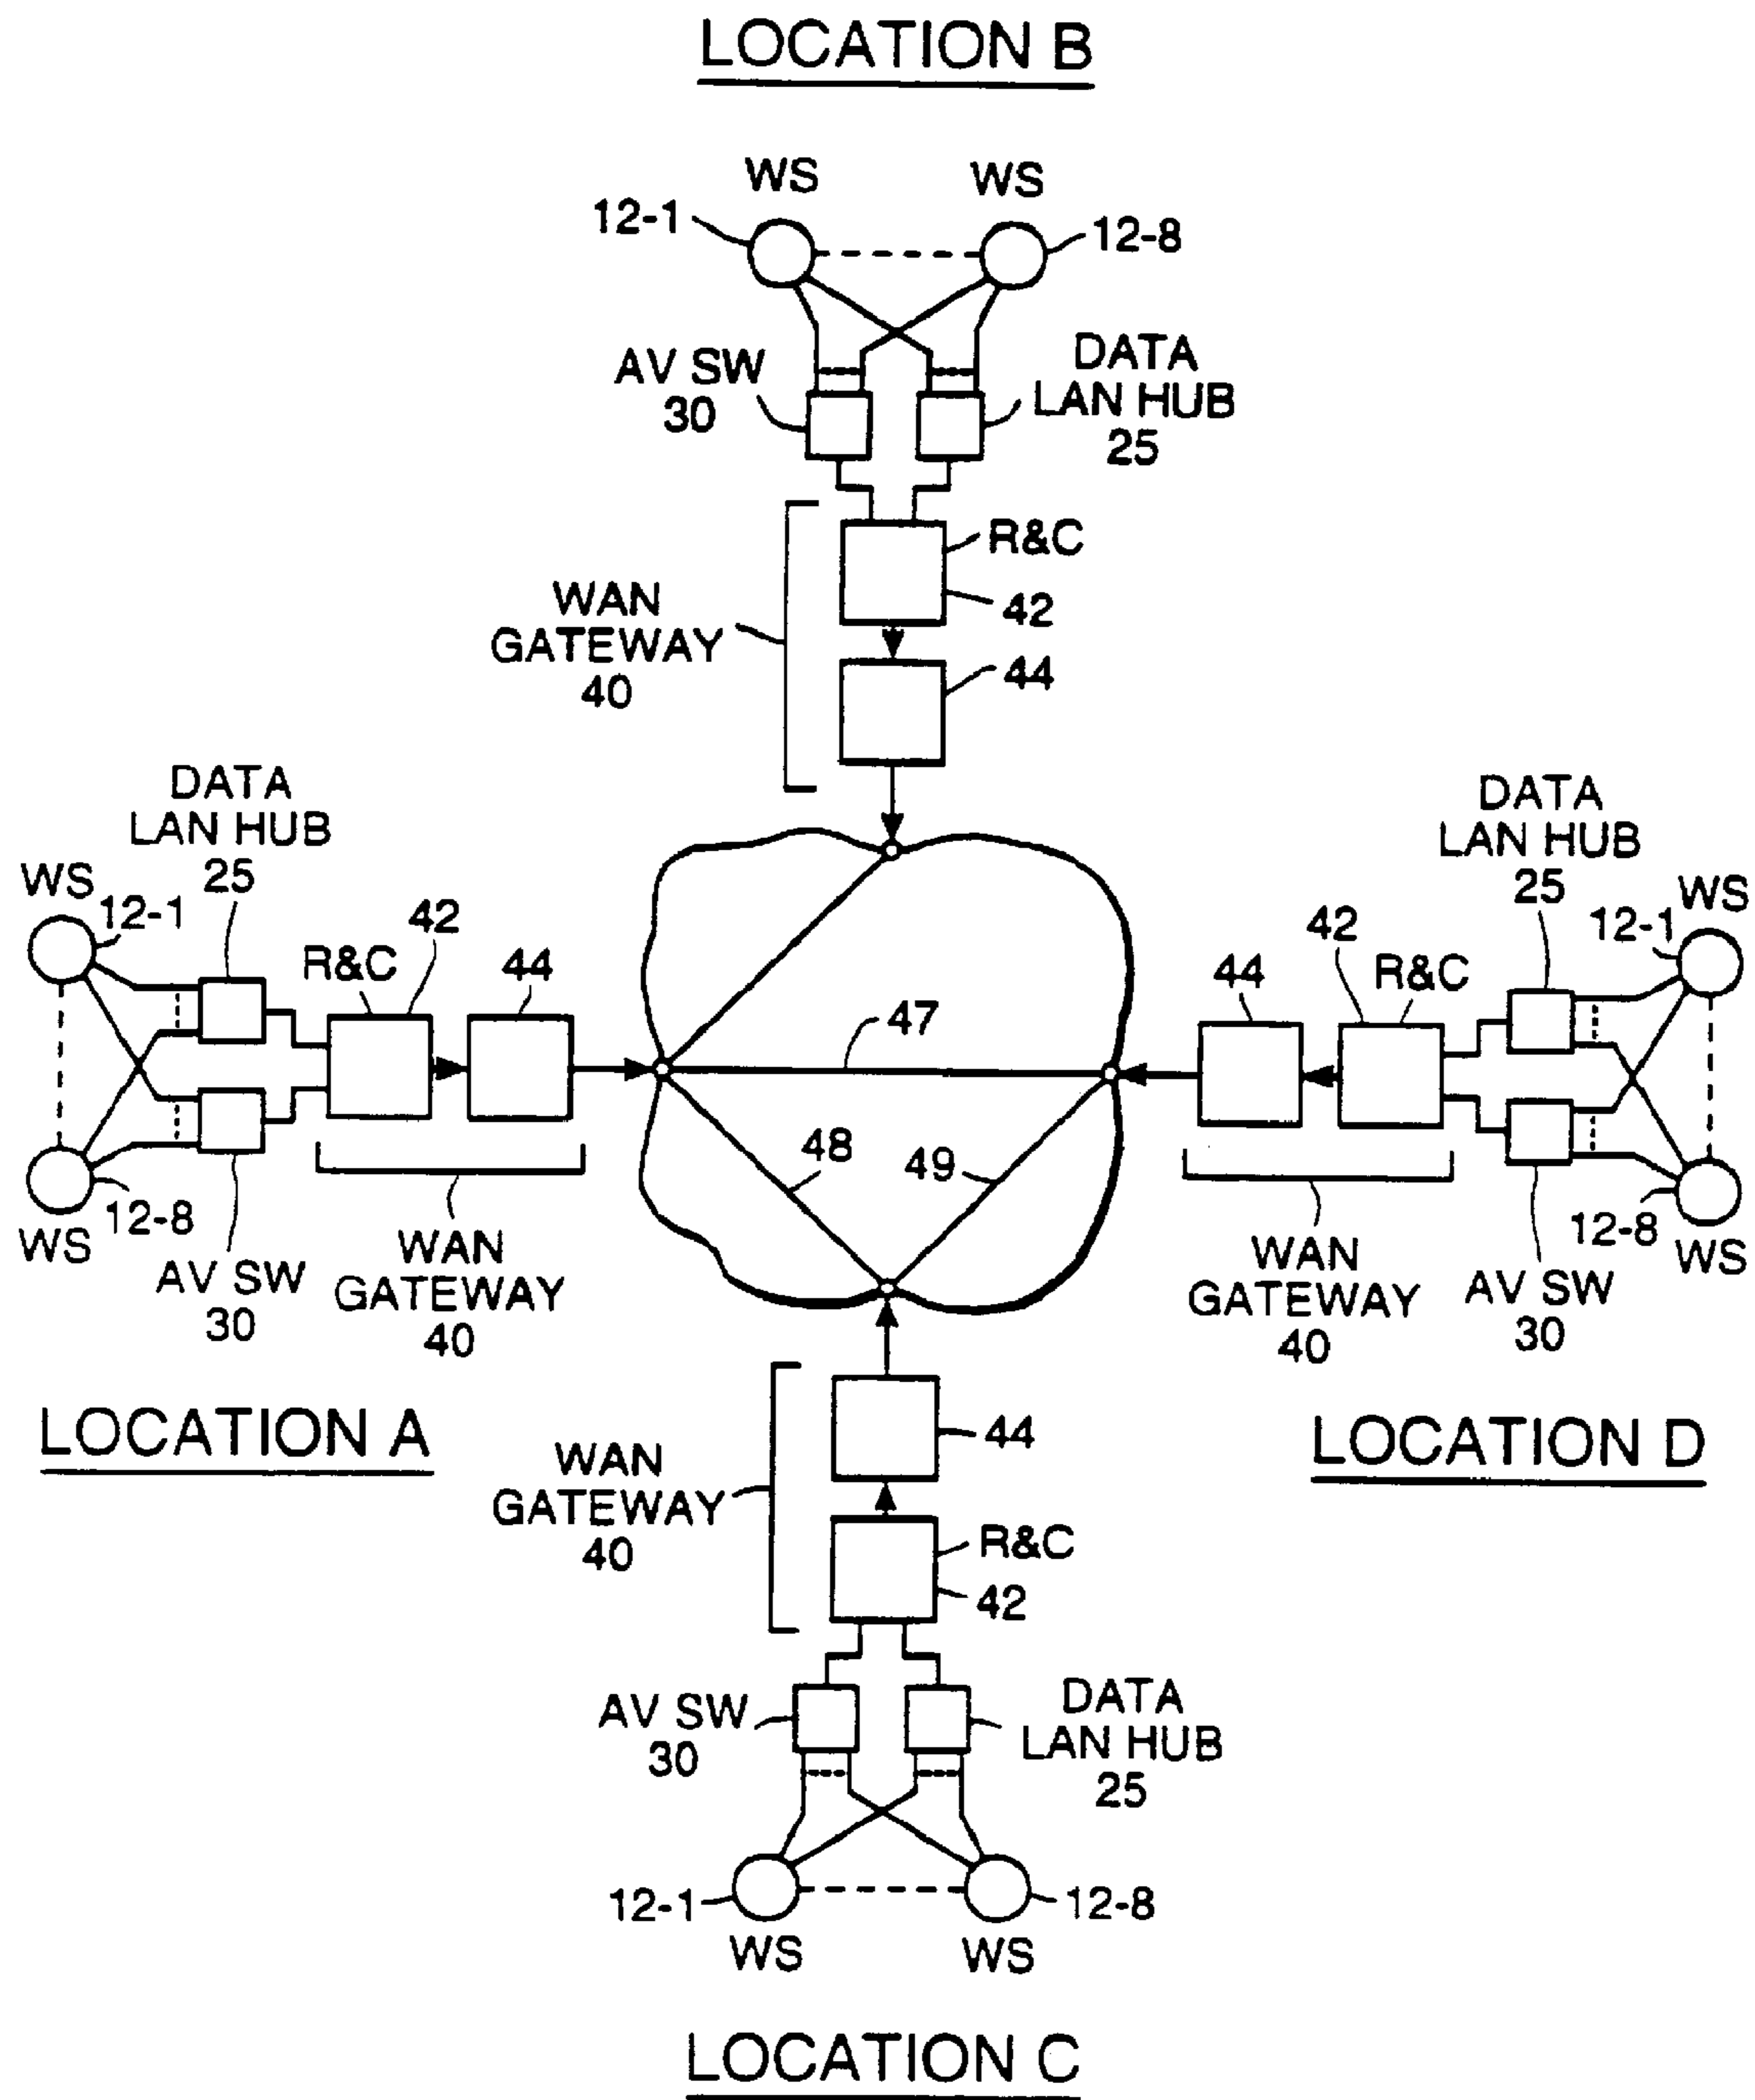 LOCATION B
WS
WS
12-1
12-8
AV SW
30
DATA
LAN HUB
25
R&C
42
WAN
GATEWAY
40
44
DATA
LAN HUB
25
WS
12-1
R&C
42
44
12-8
WS
AV SW
30
WAN
GATEWAY
40
LOCATION A
47
48
49
DATA
LAN HUB
25
WS
12-1
42
R&C
44
12-8
WS
AV SW
30
WAN
GATEWAY
40
LOCATION D
44
WAN
GATEWAY
40
R&C
42
AV SW
30
DATA
LAN HUB
25
12-1
12-8
WS
WS
LOCATION C